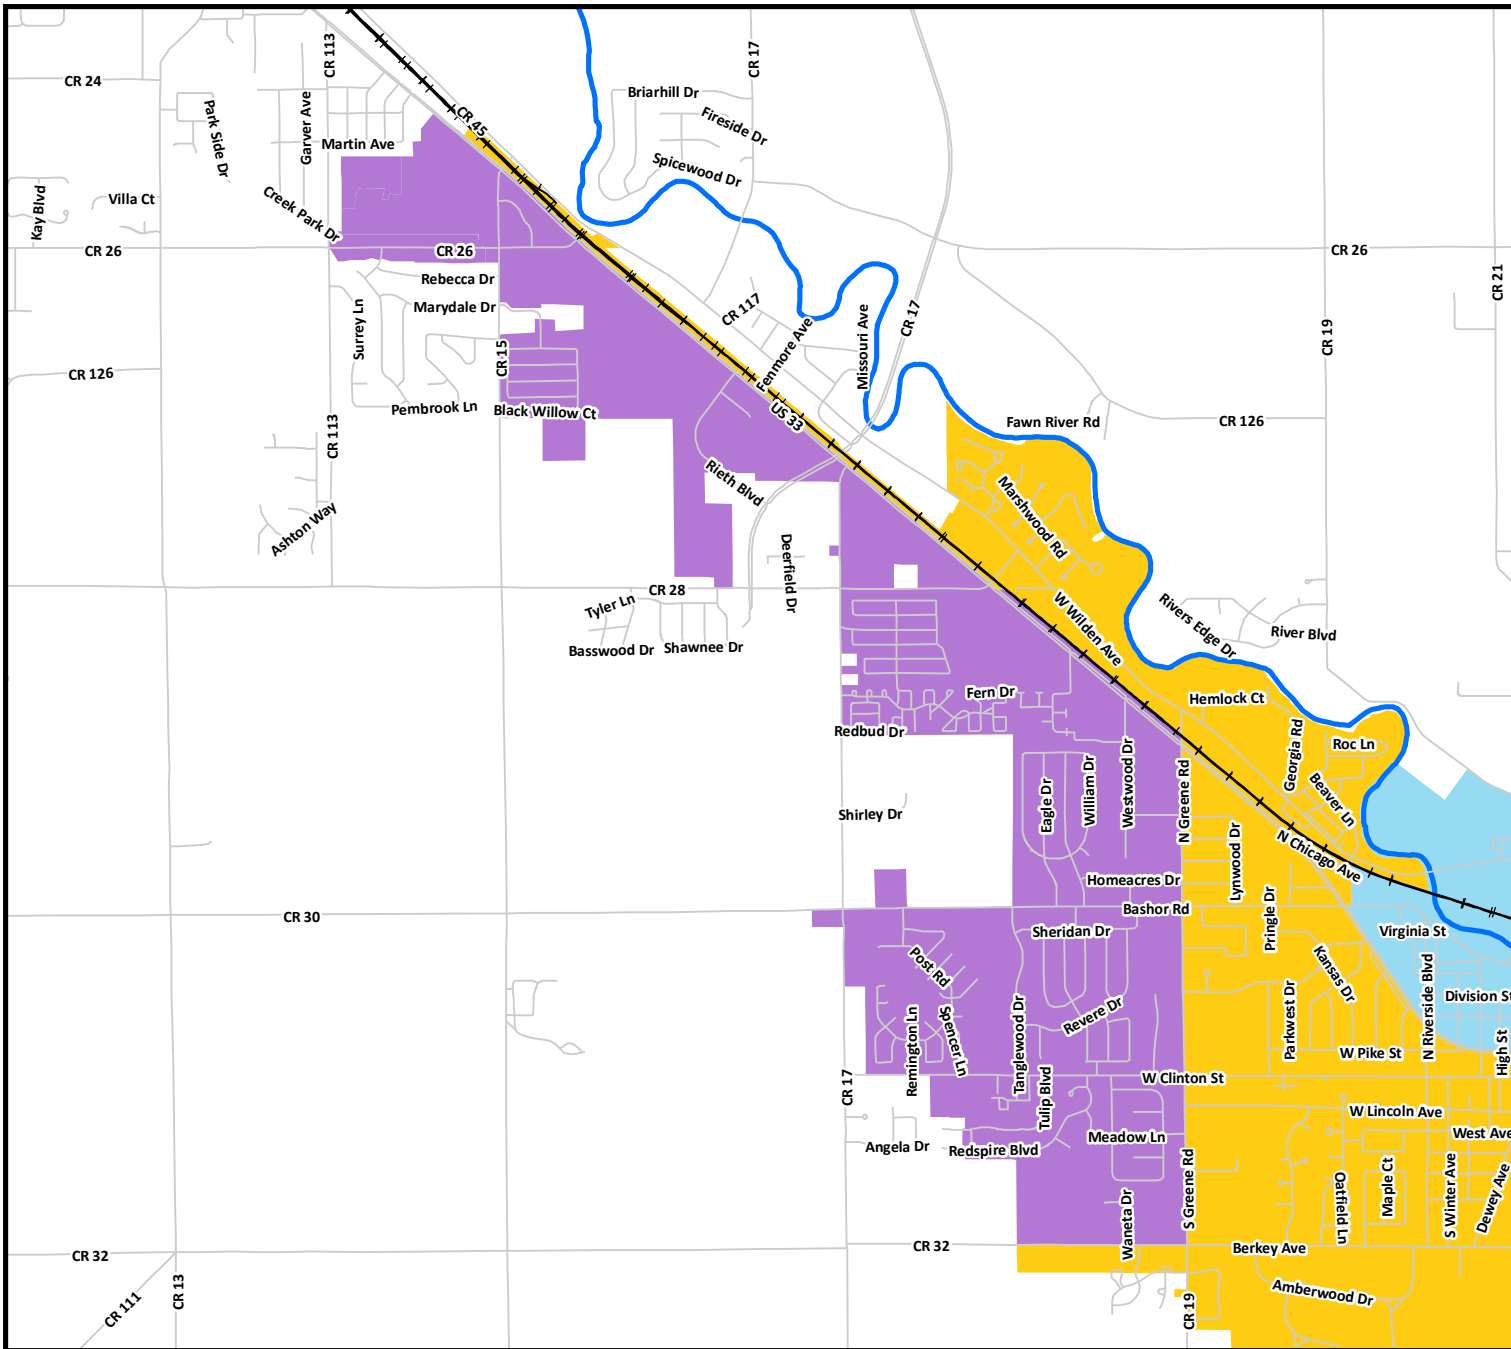 CR 113
CR 17
CR 24
Briarhill Dr
Park Side Dr
Garver Ave
CR 45
Fireside Dr
Martin Ave
Spicewood Dr
Kay Blvd
Villa Ct
Creek Park Dr
CR 26
CR 26
CR 26
CR 21
Rebecca Dr
Marydale Dr
CR 117
Surrey Ln
Fenmore Ave
Missouri Ave
CR 17
CR 19
CR 15
CR 126
Pembrook Ln
Black Willow Ct
US 33
Fawn River Rd
CR 126
CR 113
Rieth Blvd
Marshwood Rd
Ashton Way
Deerfield Dr
CR 28
Tyler Ln
W Wilden Ave
Rivers Edge Dr
River Blvd
Basswood Dr
Shawnee Dr
Fern Dr
Hemlock Ct
Redbud Dr
Georgia Rd
Roc Ln
Eagle Dr
William Dr
Westwood Dr
N Greene Rd
Beaver Ln
Shirley Dr
Lynwood Dr
N Chicago Ave
Homeacres Dr
CR 30
Bashor Rd
Pringle Dr
Sheridan Dr
Virginia St
Post Rd
Kansas Dr
N Riverside Blvd
Division St
Remington Ln
Spencer Ln
Tanglewood Dr
Revere Dr
Parkwest Dr
W Pike St
High St
CR 17
Tulip Blvd
W Clinton St
W Lincoln Ave
Angela Dr
Redspire Blvd
Meadow Ln
West Ave
Waneta Dr
S Greene Rd
Oatfield Ln
Maple Ct
S Winter Ave
Dewey Ave
CR 32
CR 32
Berkey Ave
CR 111
CR 13
CR 19
Amberwood Dr